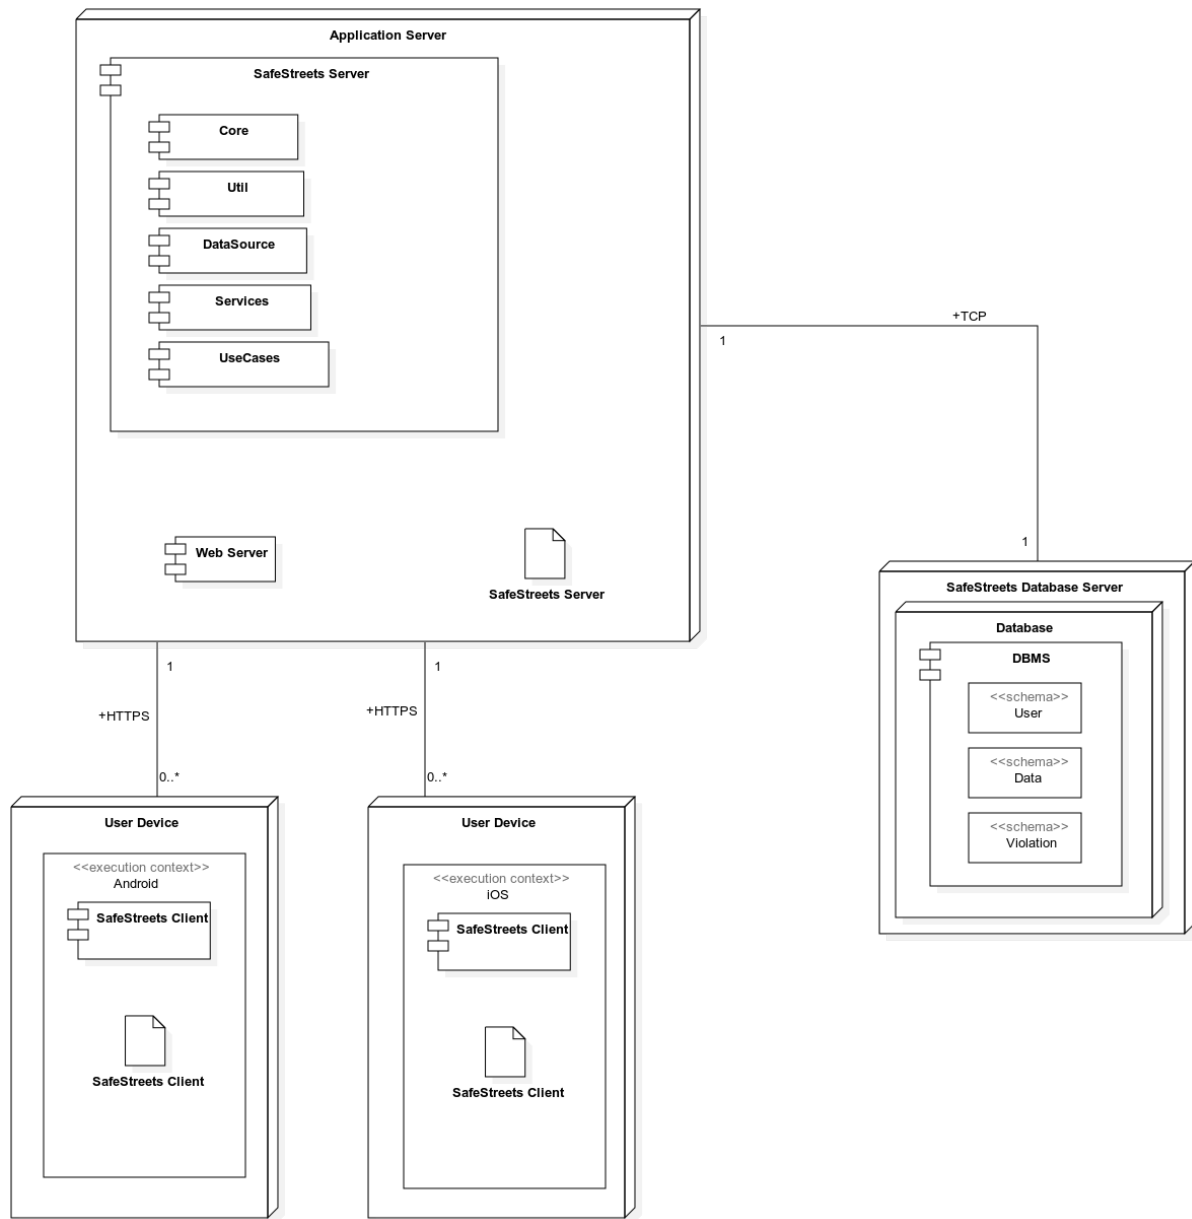 Application Server
SafeStreets Server
Core
Util
DataSource
Services
UseCases
+TCP
1
1
Web Server
SafeStreets Server
SafeStreets Database Server
Database
DBMS
<<schema>>
User
<<schema>>
Data
<<schema>>
Violation
1
1
+HTTPS
+HTTPS
0..*
0..*
User Device
<<execution context>>
Android
SafeStreets Client
SafeStreets Client
User Device
<<execution context>>
iOS
SafeStreets Client
SafeStreets Client